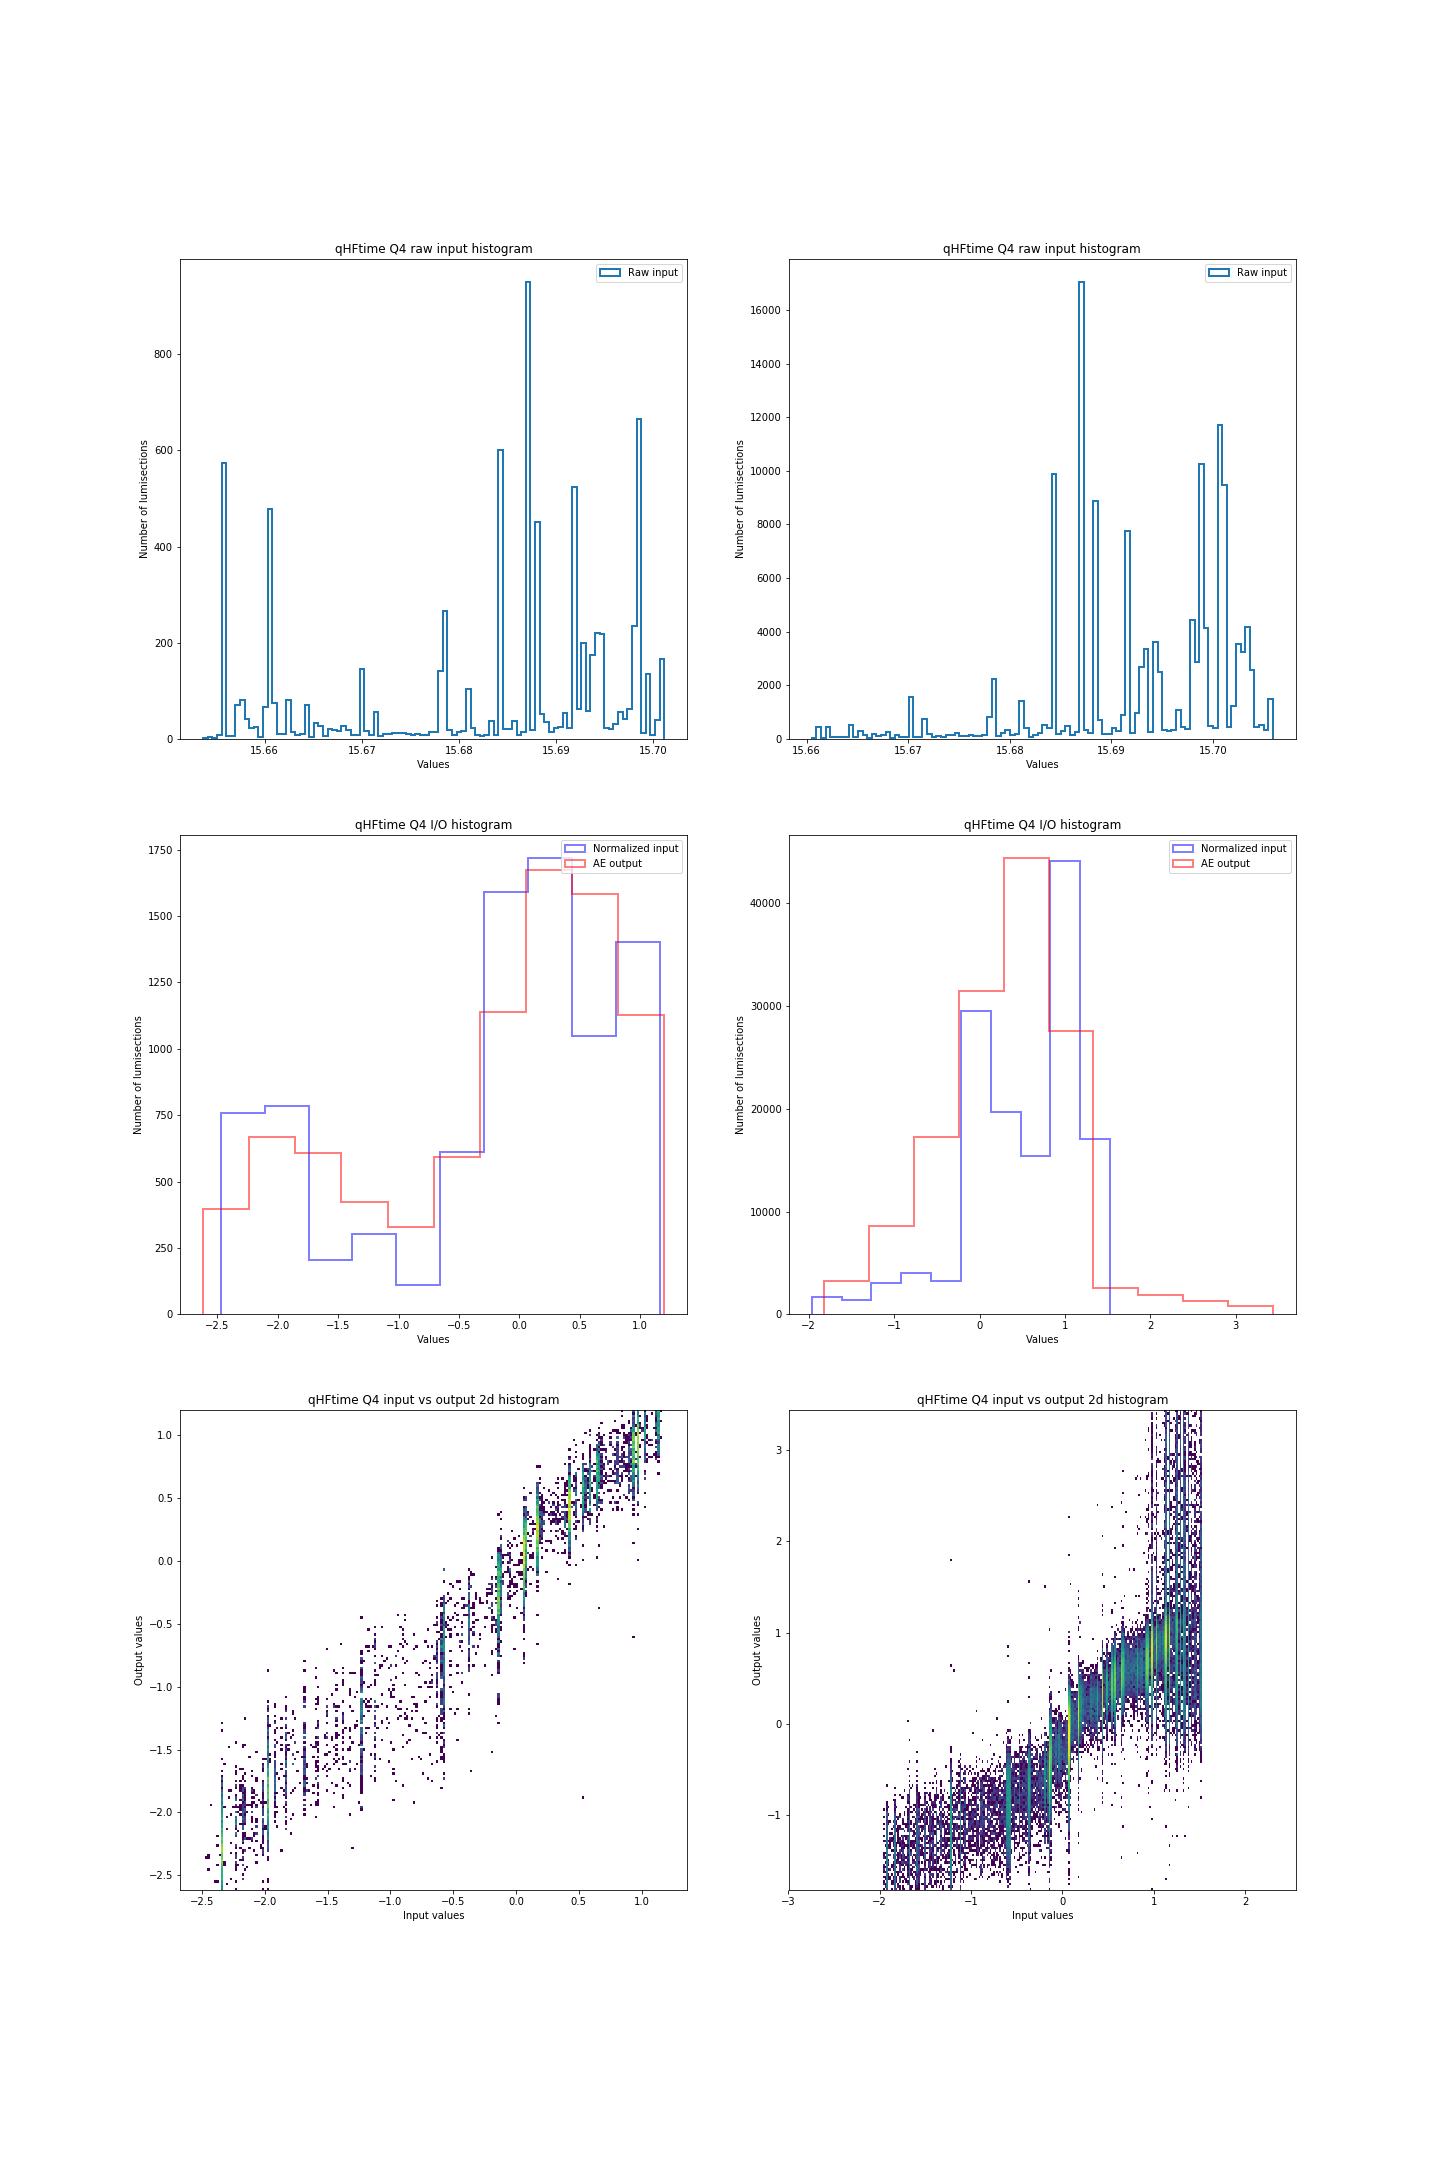 qHFtime Q4 raw input histogram
Raw input
Number of lumisections
800
600
400
200
0
15.66 15.67 15.68 15.69 15.70
Values
qHFtime Q4 raw input histogram
Raw input
Number of lumisections
16000
14000
12000
10000
8000
6000
4000
2000
0
15.66 15.67 15.68 15.69 15.70
Values
qHFtime Q4 I/O histogram
Normalized input
AE output
Number of lumisections
1750
1500
1250
1000
750
500
250
0
−2.5 −2.0 −1.5 −1.0 −0.5 0.0 0.5 1.0
Values
qHFtime Q4 I/O histogram
Normalized input
AE output
Number of lumisections
40000
30000
20000
10000
0
−2 −1 0 1 2 3
Values
qHFtime Q4 input vs output 2d histogram
Output values
1.0
0.5
0.0
−0.5
−1.0
−1.5
−2.0
−2.5
−2.5 −2.0 −1.5 −1.0 −0.5 0.0 0.5 1.0
Input values
qHFtime Q4 input vs output 2d histogram
Output values
3
2
1
0
−1
−3 −2 −1 0 1 2
Input values